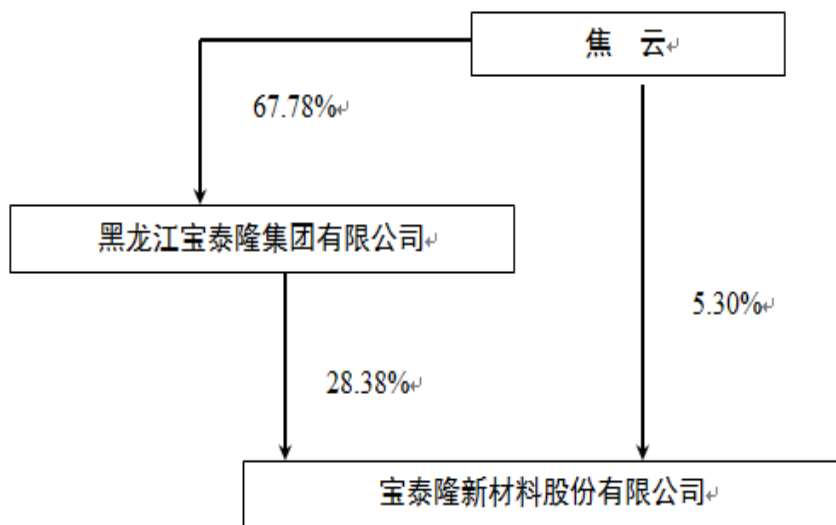 焦　云
67.78%
黑龙江宝泰隆集团有限公司
5.30%
28.38%
宝泰隆新材料股份有限公司